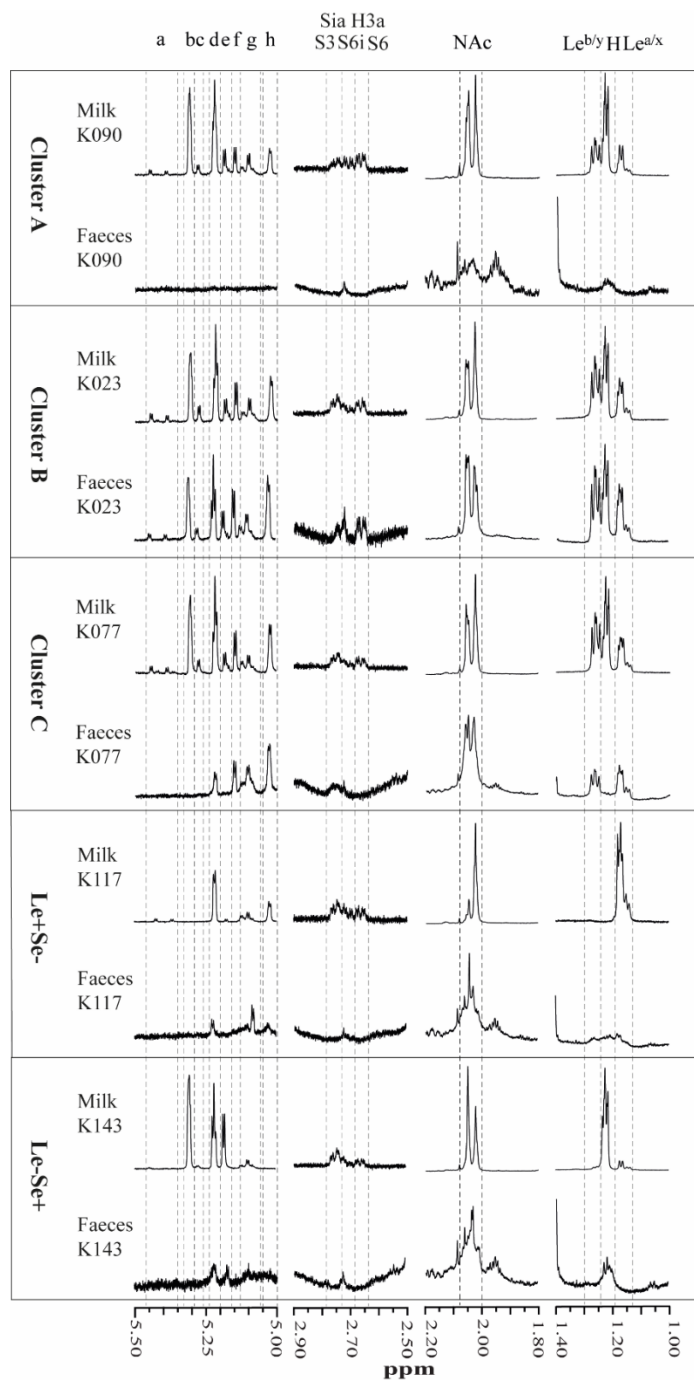 Sia H3a
a bc de f g h S3 S6i S6 NAc Le^b/y H Le^a/x
Cluster A
Milk
K090
Faeces
K090
Cluster B
Milk
K023
Faeces
K023
Cluster C
Milk
K077
Faeces
K077
Le+Se-
Milk
K117
Faeces
K117
Le-Se+
Milk
K143
Faeces
K143
5.50 5.25 5.00 2.90 2.70 2.50 2.20 2.00 1.80 1.40 1.20 1.00
ppm